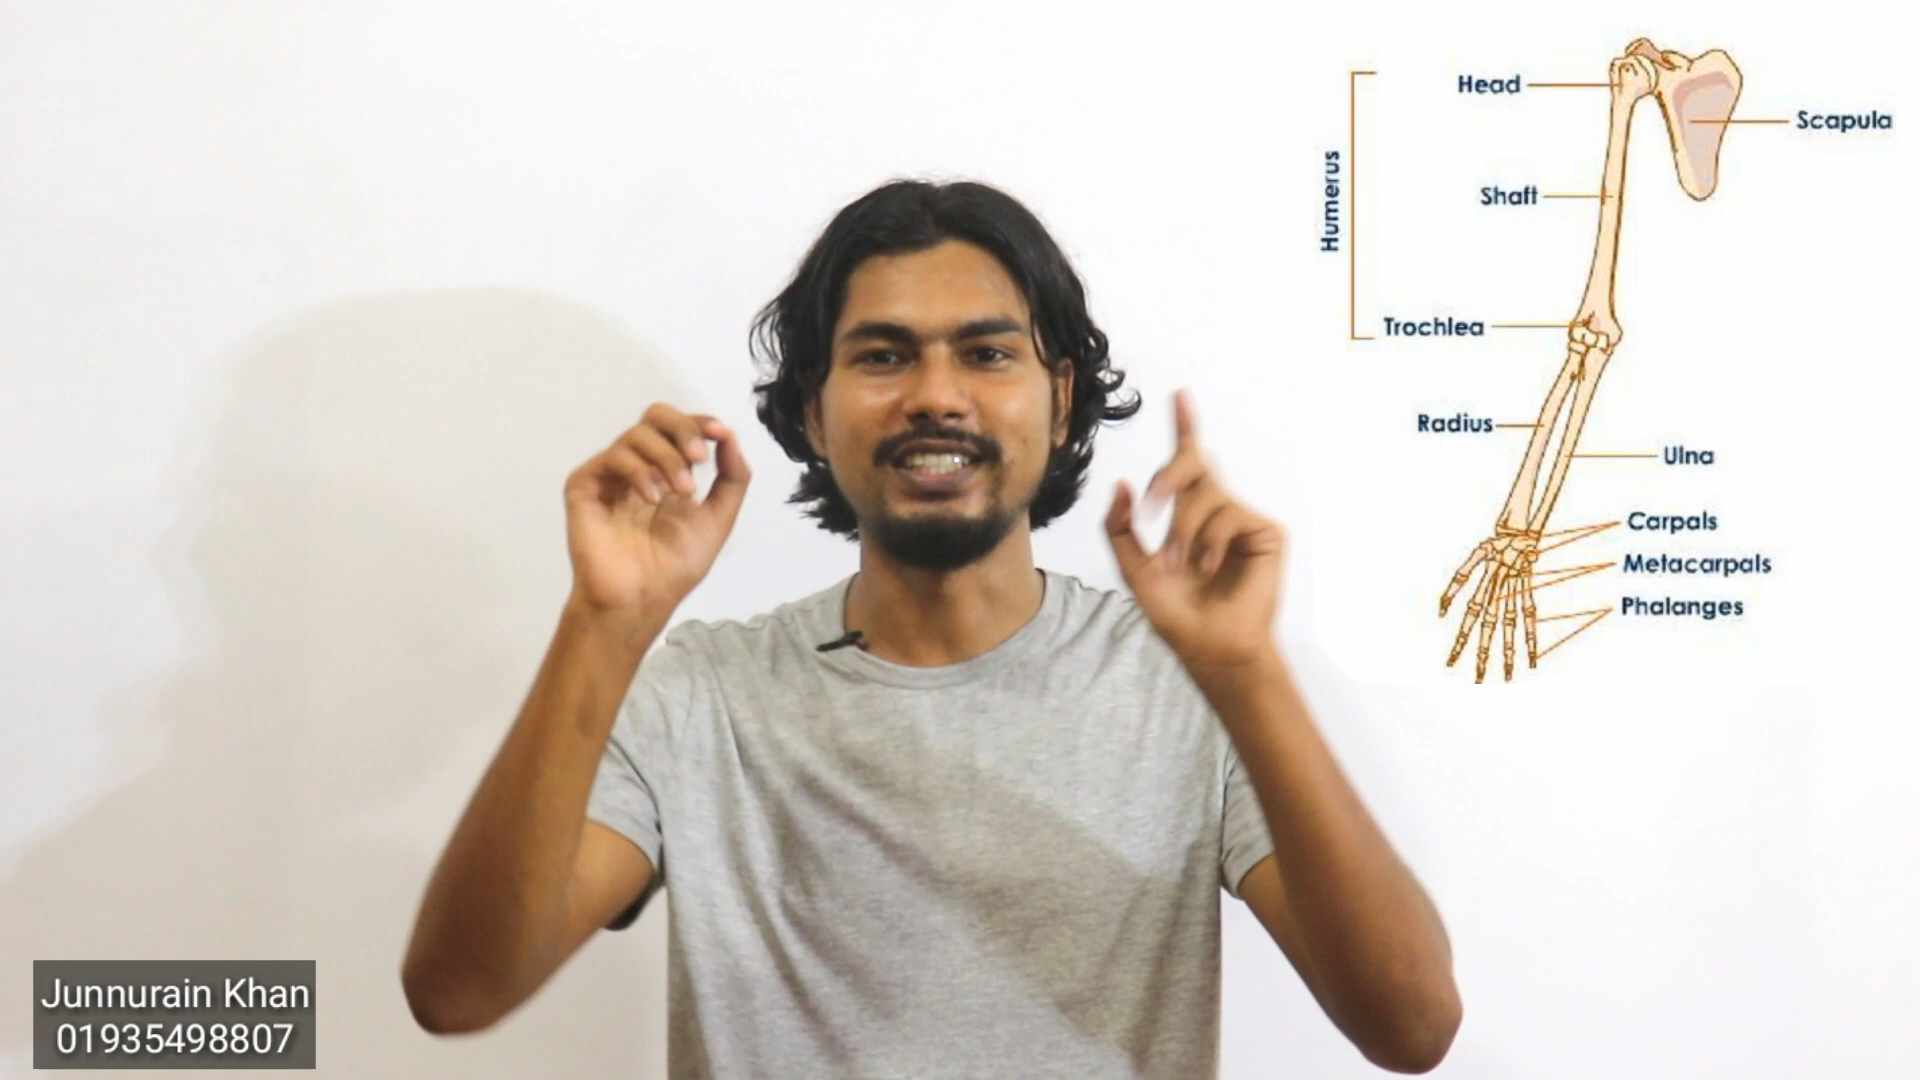 Head
Scapula
Humerus
Shaft
Trochlea
Radius
Ulna
Carpals
Metacarpals
Phalanges
Junnurain Khan
01935498807